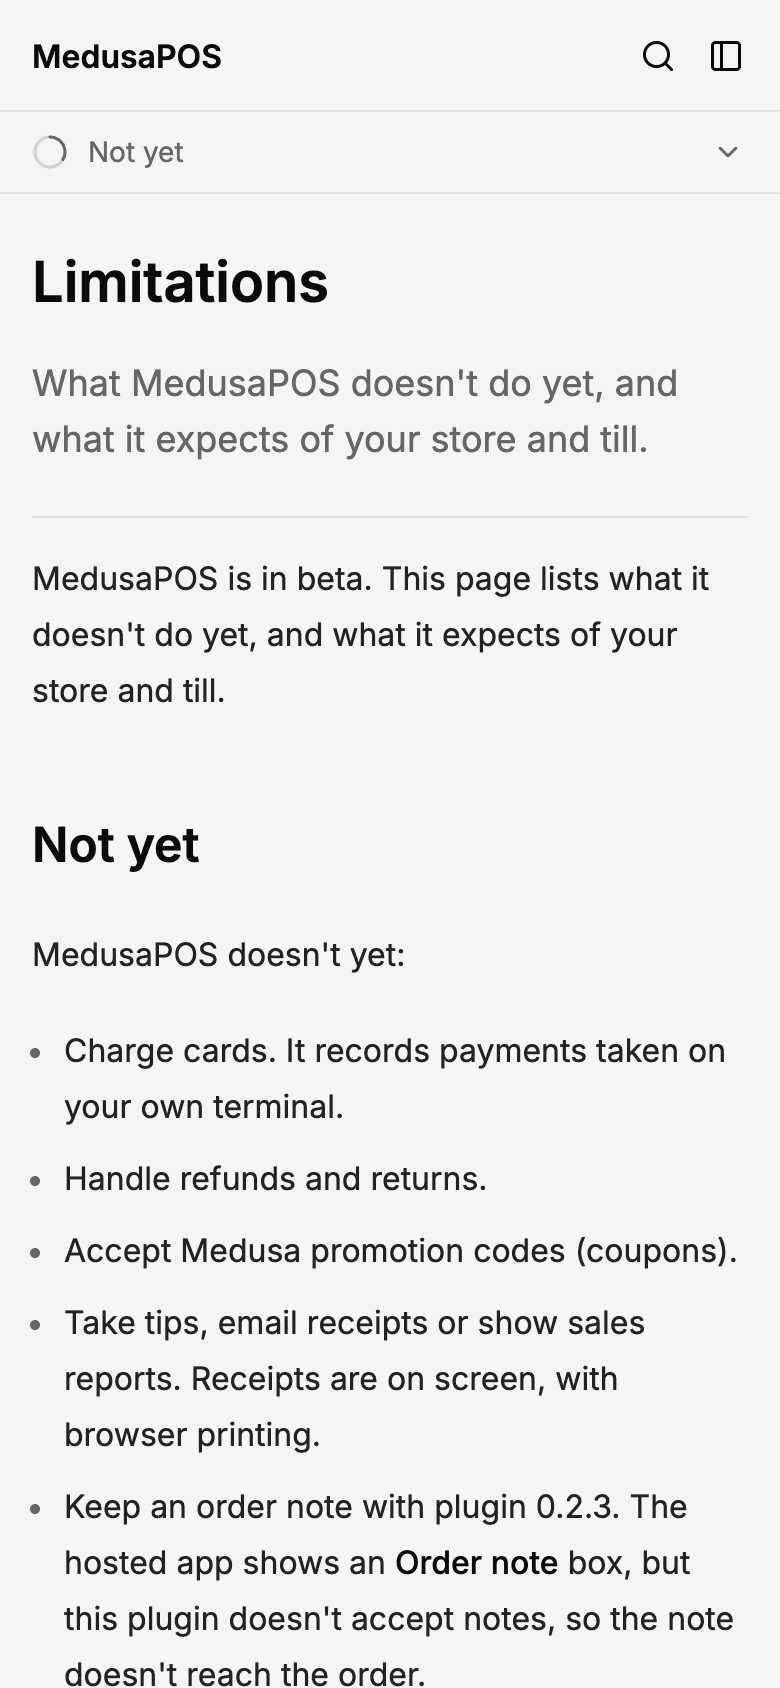 MedusaPOS
Not yet
Limitations
What MedusaPOS doesn't do yet, and
what it expects of your store and till.
MedusaPOS is in beta. This page lists what it
doesn't do yet, and what it expects of your
store and till.
Not yet
MedusaPOS doesn't yet:
Charge cards. It records payments taken on
your own terminal.
Handle refunds and returns.
Accept Medusa promotion codes (coupons).
Take tips, email receipts or show sales
reports. Receipts are on screen, with
browser printing.
Keep an order note with plugin 0.2.3. The
hosted app shows an Order note box, but
this plugin doesn't accept notes, so the note
doesn't reach the order.